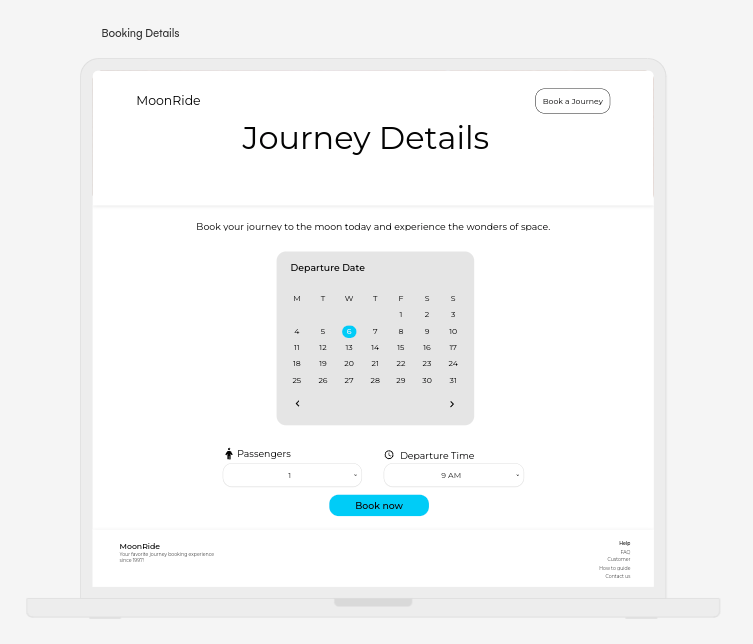 Booking Details
MoonRide
Book a Journey
Journey Details
Book your journey to the moon today and experience the wonders of space.
Departure Date
M T W T F S S
1 2 3
4 5 6 7 8 9 10
11 12 13 14 15 16 17
18 19 20 21 22 23 24
25 26 27 28 29 30 31
Passengers
Departure Time
1
9 AM
Book now
MoonRide
Your favorite journey booking experience
since 1997!
Help
FAQ
Customer
How to guide
Contact us